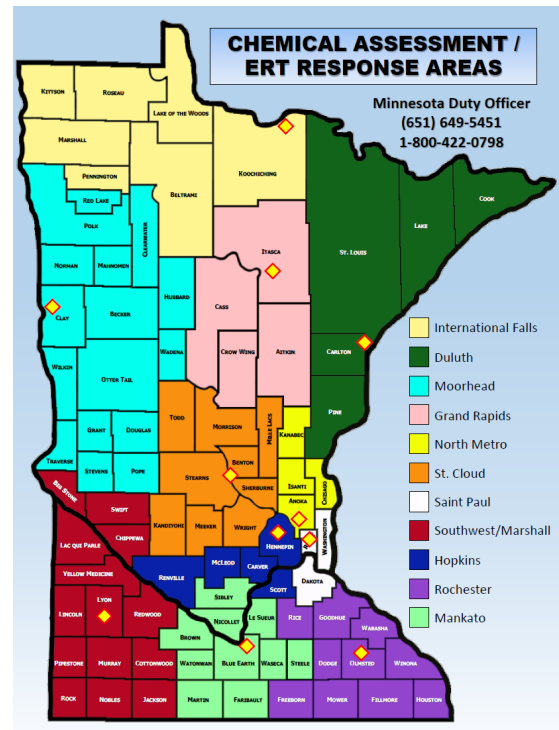 CHEMICAL ASSESSMENT /
ERT RESPONSE AREAS
Minnesota Duty Officer
(651) 649-5451
1-800-422-0798
KITTSON
ROSEAU
LAKE OF THE WOODS
MARSHALL
KOOCHICHING
PENNINGTON
BELTRAMI
RED LAKE
POLK
CLEARWATER
COOK
LAKE
ST. LOUIS
ITASCA
NORMAN
MAHNOMEN
HUBBARD
CASS
CLAY
BECKER
WADENA
CROW WING
AITKIN
CARLTON
WILKIN
OTTER TAIL
PINE
TODD
MORRISON
MILLE LACS
KANABEC
GRANT
DOUGLAS
TRAVERSE
STEVENS
POPE
STEARNS
BENTON
SHERBURNE
ISANTI
CHISAGO
ANOKA
BIG STONE
SWIFT
KANDIYOHI
MEEKER
WRIGHT
HENNEPIN
WASHINGTON
LAC QUI PARLE
CHIPPEWA
RENVILLE
MCLEOD
CARVER
SCOTT
DAKOTA
YELLOW MEDICINE
SIBLEY
LINCOLN
LYON
REDWOOD
NICOLLET
LE SUEUR
RICE
GOODHUE
WABASHA
BROWN
PIPESTONE
MURRAY
COTTONWOOD
WATONWAN
BLUE EARTH
WASECA
STEELE
DODGE
OLMSTED
WINONA
ROCK
NOBLES
JACKSON
MARTIN
FARIBAULT
FREEBORN
MOWER
FILLMORE
HOUSTON
International Falls
Duluth
Moorhead
Grand Rapids
North Metro
St. Cloud
Saint Paul
Southwest/Marshall
Hopkins
Rochester
Mankato